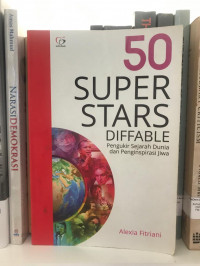 50
SUPER
STARS
DIFFABLE
Pengukir Sejarah Dunia
dan Penginspirasi Jiwa
Alexia Fitriani
NARASI DEMOKRASI